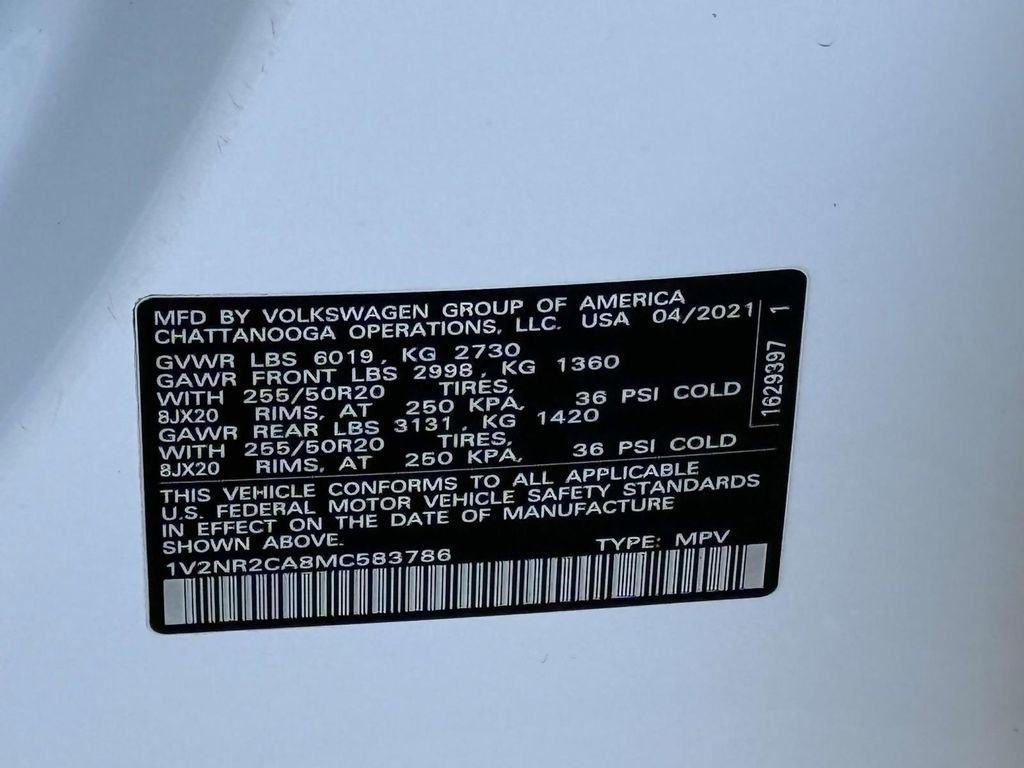 MFD BY VOLKSWAGEN GROUP OF AMERICA
CHATTANOOGA OPERATIONS, LLC. USA 04/2021
GVWR LBS 6019, KG 2730
GAWR FRONT LBS 2998, KG 1360
WITH 255/50R20 TIRES,
8JX20 RIMS, AT 250 KPA, 36 PSI COLD
GAWR REAR LBS 3131, KG 1420
WITH 255/50R20 TIRES,
8JX20 RIMS, AT 250 KPA, 36 PSI COLD
THIS VEHICLE CONFORMS TO ALL APPLICABLE
U.S. FEDERAL MOTOR VEHICLE SAFETY STANDARDS
IN EFFECT ON THE DATE OF MANUFACTURE
SHOWN ABOVE.
TYPE: MPV
1V2NR2CA8MC583786
1629397 1